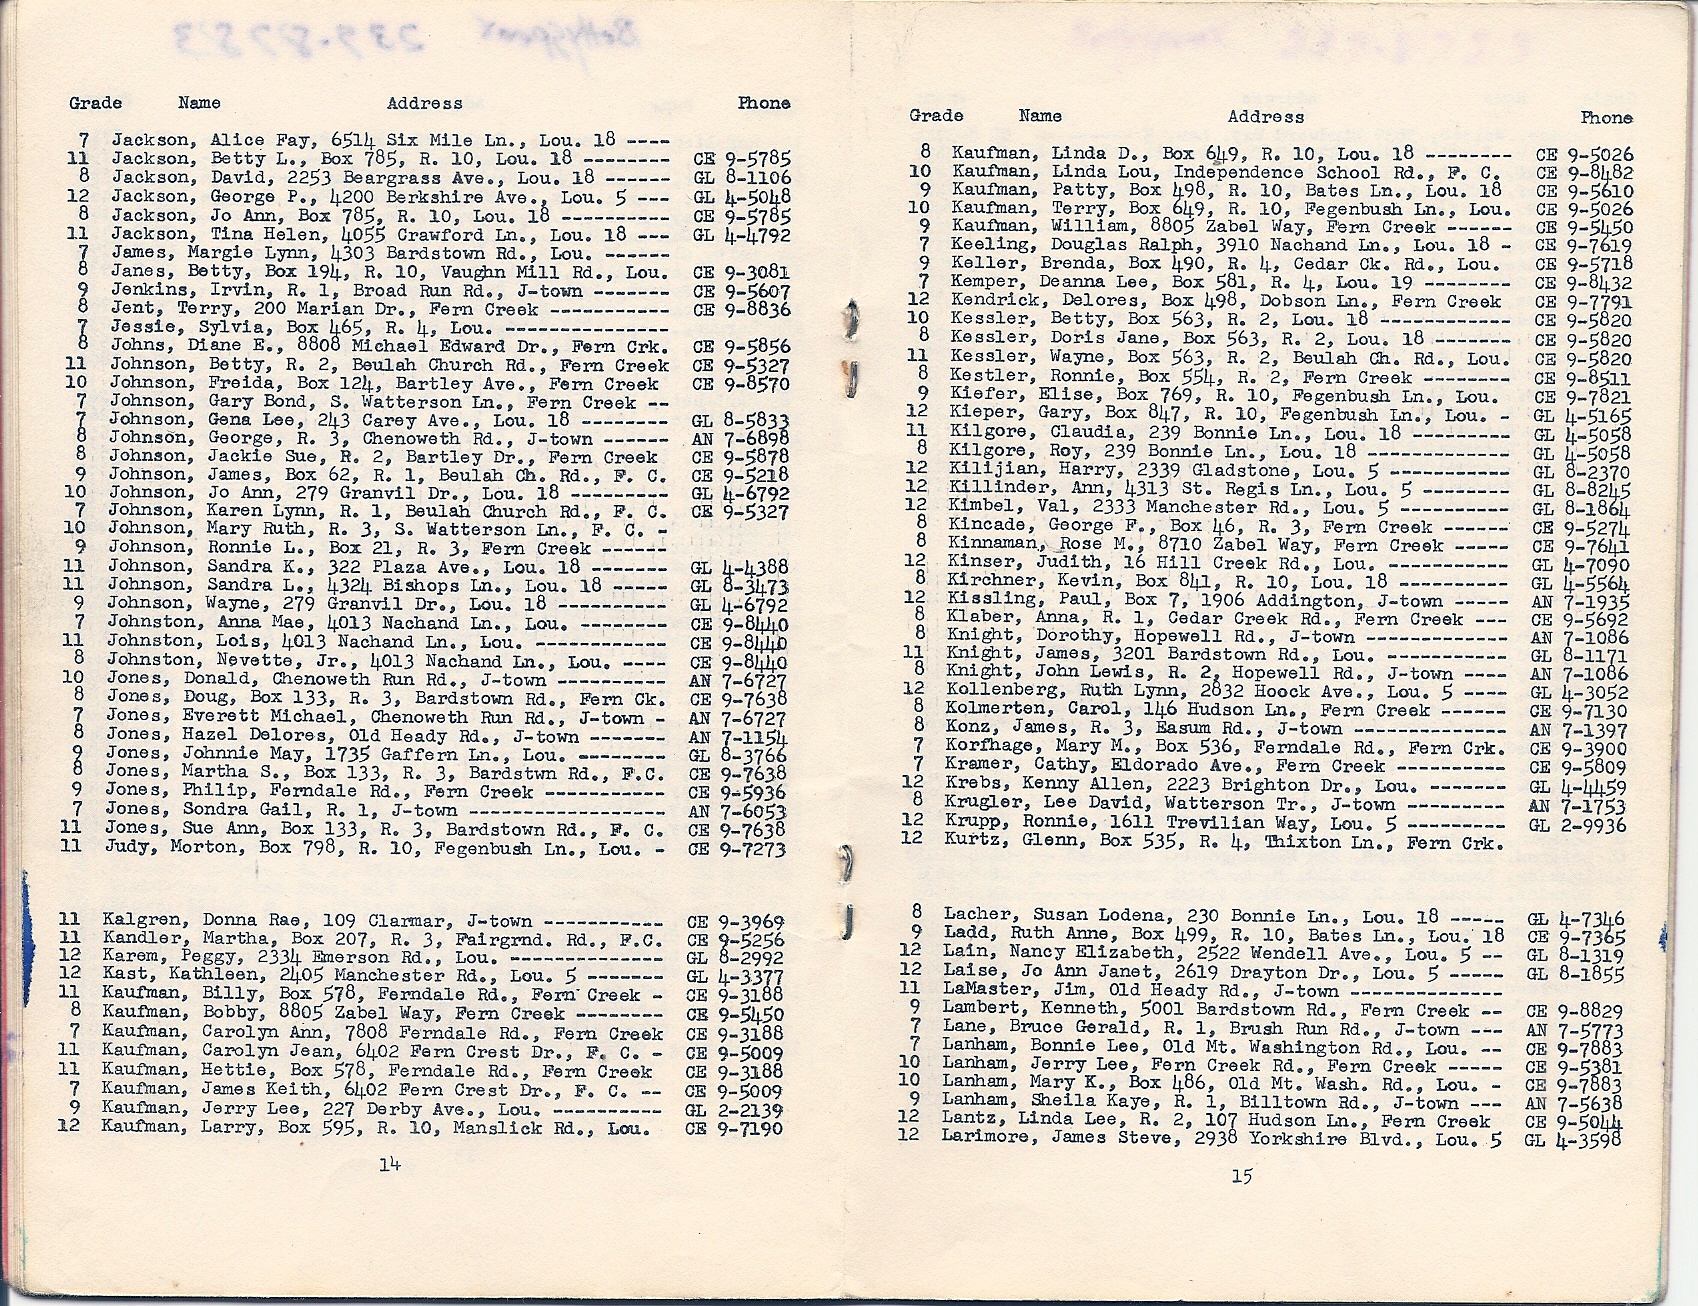 Grade Name Address Phone
7 Jackson, Alice Fay, 6514 Six Mile Ln., Lou. 18 ----
11 Jackson, Betty L., Box 785, R. 10, Lou. 18 -------- CE 9-5785
8 Jackson, David, 2253 Beargrass Ave., Lou. 18 ------ GL 8-1106
12 Jackson, George P., 4200 Berkshire Ave., Lou. 5 --- GL 4-5048
8 Jackson, Jo Ann, Box 785, R. 10, Lou. 18 ---------- CE 9-5785
11 Jackson, Tina Helen, 4055 Crawford Ln., Lou. 18 --- GL 4-4792
7 James, Margie Lynn, 4303 Bardstown Rd., Lou. ------
8 Janes, Betty, Box 194, R. 10, Vaughn Mill Rd., Lou. CE 9-3081
9 Jenkins, Irvin, R. 1, Broad Run Rd., J-town ------- CE 9-5607
8 Jent, Terry, 200 Marian Dr., Fern Creek ----------- CE 9-8836
7 Jessie, Sylvia, Box 465, R. 4, Lou. ---------------
8 Johns, Diane E., 8808 Michael Edward Dr., Fern Crk. CE 9-5856
11 Johnson, Betty, R. 2, Beulah Church Rd., Fern Creek CE 9-5327
10 Johnson, Freida, Box 124, Bartley Ave., Fern Creek CE 9-8570
7 Johnson, Gary Bond, S. Watterson Ln., Fern Creek --
7 Johnson, Gena Lee, 243 Carey Ave., Lou. 18 -------- GL 8-5833
8 Johnson, George, R. 3, Chenoweth Rd., J-town ------ AN 7-6898
8 Johnson, Jackie Sue, R. 2, Bartley Dr., Fern Creek CE 9-5878
9 Johnson, James, Box 62, R. 1, Beulah Ch. Rd., F. C. CE 9-5218
10 Johnson, Jo Ann, 279 Granvil Dr., Lou. 18 --------- GL 4-6792
7 Johnson, Karen Lynn, R. 1, Beulah Church Rd., F. C. CE 9-5327
10 Johnson, Mary Ruth, R. 3, S. Watterson Ln., F. C. -
9 Johnson, Ronnie L., Box 21, R. 3, Fern Creek ------
11 Johnson, Sandra K., 322 Plaza Ave., Lou. 18 ------- GL 4-4388
11 Johnson, Sandra L., 4324 Bishops Ln., Lou. 18 ----- GL 8-3473
9 Johnson, Wayne, 279 Granvil Dr., Lou. 18 ---------- GL 4-6792
7 Johnston, Anna Mae, 4013 Nachand Ln., Lou. -------- CE 9-8440
11 Johnston, Lois, 4013 Nachand Ln., Lou. ------------ CE 9-8440
8 Johnston, Nevette, Jr., 4013 Nachand Ln., Lou. ---- CE 9-8440
10 Jones, Donald, Chenoweth Run Rd., J-town ---------- AN 7-6727
8 Jones, Doug, Box 133, R. 3, Bardstown Rd., Fern Ck. CE 9-7638
7 Jones, Everett Michael, Chenoweth Run Rd., J-town - AN 7-6727
8 Jones, Hazel Delores, Old Heady Rd., J-town ------- AN 7-1154
9 Jones, Johnnie May, 1735 Gaffern Ln., Lou. -------- GL 8-3766
8 Jones, Martha S., Box 133, R. 3, Bardstwn Rd., F.C. CE 9-7638
9 Jones, Philip, Ferndale Rd., Fern Creek ----------- CE 9-5936
7 Jones, Sondra Gail, R. 1, J-town ------------------ AN 7-6053
11 Jones, Sue Ann, Box 133, R. 3, Bardstown Rd., F. C. CE 9-7638
11 Judy, Morton, Box 798, R. 10, Fegenbush Ln., Lou. - CE 9-7273
11 Kalgren, Donna Rae, 109 Clarmar, J-town ----------- CE 9-3969
11 Kandler, Martha, Box 207, R. 3, Fairgrnd. Rd., F.C. CE 9-5256
12 Karem, Peggy, 2334 Emerson Rd., Lou. -------------- GL 8-2992
12 Kast, Kathleen, 2405 Manchester Rd., Lou. 5 ------- GL 4-3377
11 Kaufman, Billy, Box 578, Ferndale Rd., Fern Creek - CE 9-3188
8 Kaufman, Bobby, 8805 Zabel Way, Fern Creek -------- CE 9-5450
7 Kaufman, Carolyn Ann, 7808 Ferndale Rd., Fern Creek CE 9-3188
11 Kaufman, Carolyn Jean, 6402 Fern Crest Dr., F. C. - CE 9-5009
11 Kaufman, Hettie, Box 578, Ferndale Rd., Fern Creek CE 9-3188
7 Kaufman, James Keith, 6402 Fern Crest Dr., F. C. -- CE 9-5009
9 Kaufman, Jerry Lee, 227 Derby Ave., Lou. ---------- GL 2-2139
12 Kaufman, Larry, Box 595, R. 10, Manslick Rd., Lou. CE 9-7190
14
Grade Name Address Phone
8 Kaufman, Linda D., Box 649, R. 10, Lou. 18 -------- CE 9-5026
10 Kaufman, Linda Lou, Independence School Rd., F. C. CE 9-8482
9 Kaufman, Patty, Box 498, R. 10, Bates Ln., Lou. 18 CE 9-5610
10 Kaufman, Terry, Box 649, R. 10, Fegenbush Ln., Lou. CE 9-5026
9 Kaufman, William, 8805 Zabel Way, Fern Creek ------ CE 9-5450
7 Keeling, Douglas Ralph, 3910 Nachand Ln., Lou. 18 - CE 9-7619
9 Keller, Brenda, Box 490, R. 4, Cedar Ck. Rd., Lou. CE 9-5718
7 Kemper, Deanna Lee, Box 581, R. 4, Lou. 19 -------- CE 9-8432
12 Kendrick, Delores, Box 498, Dobson Ln., Fern Creek CE 9-7791
10 Kessler, Betty, Box 563, R. 2, Lou. 18 ------------ CE 9-5820
8 Kessler, Doris Jane, Box 563, R. 2, Lou. 18 ------- CE 9-5820
11 Kessler, Wayne, Box 563, R. 2, Beulah Ch. Rd., Lou. CE 9-5820
8 Kestler, Ronnie, Box 554, R. 2, Fern Creek -------- CE 9-8511
9 Kiefer, Elise, Box 769, R. 10, Fegenbush Ln., Lou. CE 9-7821
12 Kieper, Gary, Box 847, R. 10, Fegenbush Ln., Lou. - GL 4-5165
11 Kilgore, Claudia, 239 Bonnie Ln., Lou. 18 --------- GL 4-5058
8 Kilgore, Roy, 239 Bonnie Ln., Lou. 18 ------------- GL 4-5058
12 Kilijian, Harry, 2339 Gladstone, Lou. 5 ----------- GL 8-2370
12 Killinder, Ann, 4313 St. Regis Ln., Lou. 5 -------- GL 8-8245
12 Kimbel, Val, 2333 Manchester Rd., Lou. 5 ---------- GL 8-1864
8 Kincade, George F., Box 46, R. 3, Fern Creek ------ CE 9-5274
8 Kinnaman, Rose M., 8710 Zabel Way, Fern Creek ----- CE 9-7641
12 Kinser, Judith, 16 Hill Creek Rd., Lou. ----------- GL 4-7090
8 Kirchner, Kevin, Box 841, R. 10, Lou. 18 ---------- GL 4-5564
12 Kissling, Paul, Box 7, 1906 Addington, J-town ----- AN 7-1935
8 Klaber, Anna, R. 1, Cedar Creek Rd., Fern Creek --- CE 9-5692
8 Knight, Dorothy, Hopewell Rd., J-town ------------- AN 7-1086
11 Knight, James, 3201 Bardstown Rd., Lou. ----------- GL 8-1171
8 Knight, John Lewis, R. 2, Hopewell Rd., J-town ---- AN 7-1086
12 Kollenberg, Ruth Lynn, 2832 Hoock Ave., Lou. 5 ---- GL 4-3052
8 Kolmerten, Carol, 146 Hudson Ln., Fern Creek ------ CE 9-7130
8 Konz, James, R. 3, Easum Rd., J-town -------------- AN 7-1397
7 Korfhage, Mary M., Box 536, Ferndale Rd., Fern Crk. CE 9-3900
7 Kramer, Cathy, Eldorado Ave., Fern Creek ---------- CE 9-5809
12 Krebs, Kenny Allen, 2223 Brighton Dr., Lou. ------- GL 4-4459
8 Krugler, Lee David, Watterson Tr., J-town --------- AN 7-1753
12 Krupp, Ronnie, 1611 Trevilian Way, Lou. 5 --------- GL 2-9936
12 Kurtz, Glenn, Box 535, R. 4, Thixton Ln., Fern Crk.
8 Lacher, Susan Lodena, 230 Bonnie Ln., Lou. 18 ----- GL 4-7346
9 Ladd, Ruth Anne, Box 499, R. 10, Bates Ln., Lou. 18 CE 9-7365
12 Lain, Nancy Elizabeth, 2522 Wendell Ave., Lou. 5 -- GL 8-1319
12 Laise, Jo Ann Janet, 2619 Drayton Dr., Lou. 5 ----- GL 8-1855
11 LaMaster, Jim, Old Heady Rd., J-town --------------
9 Lambert, Kenneth, 5001 Bardstown Rd., Fern Creek -- CE 9-8829
7 Lane, Bruce Gerald, R. 1, Brush Run Rd., J-town --- AN 7-5773
7 Lanham, Bonnie Lee, Old Mt. Washington Rd., Lou. -- CE 9-7883
10 Lanham, Jerry Lee, Fern Creek Rd., Fern Creek ----- CE 9-5381
10 Lanham, Mary K., Box 486, Old Mt. Wash. Rd., Lou. - CE 9-7883
9 Lanham, Sheila Kaye, R. 1, Billtown Rd., J-town --- AN 7-5638
12 Lantz, Linda Lee, R. 2, 107 Hudson Ln., Fern Creek CE 9-5044
12 Larimore, James Steve, 2938 Yorkshire Blvd., Lou. 5 GL 4-3598
15